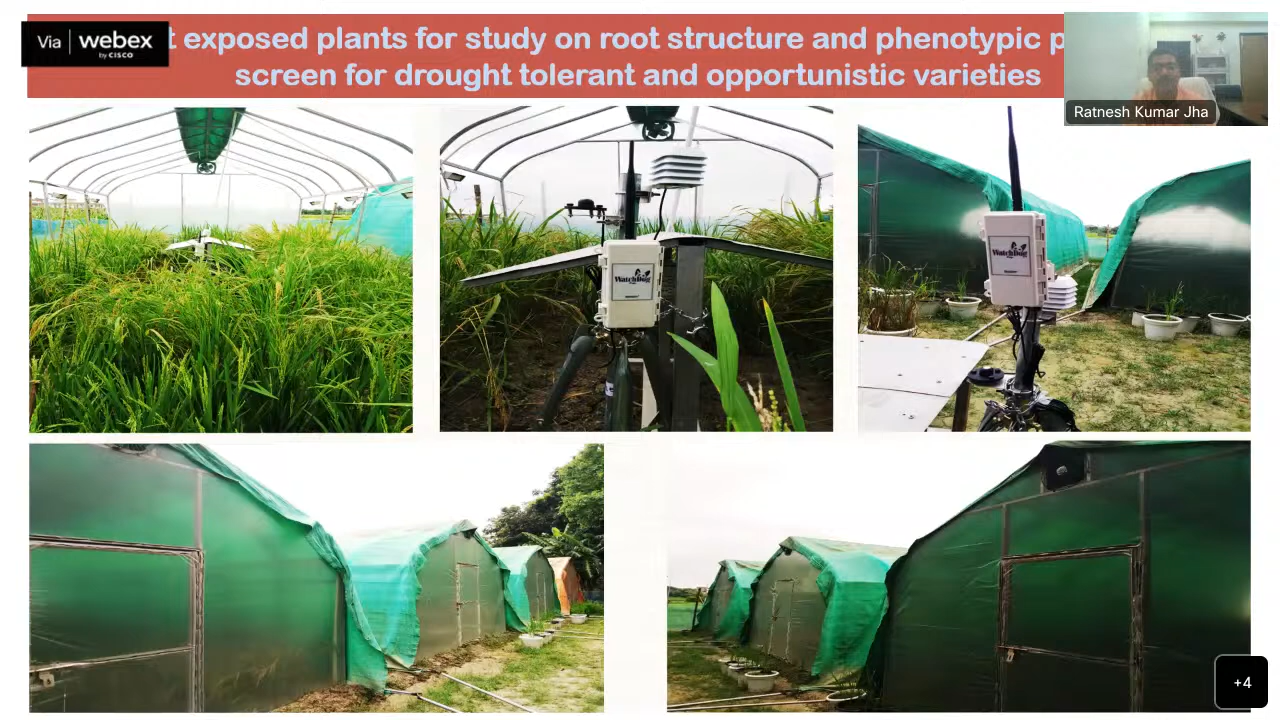 Via webex
by CISCO
t exposed plants for study on root structure and phenotypic p
screen for drought tolerant and opportunistic varieties
Ratnesh Kumar Jha
WatchDog
WatchDog
+4